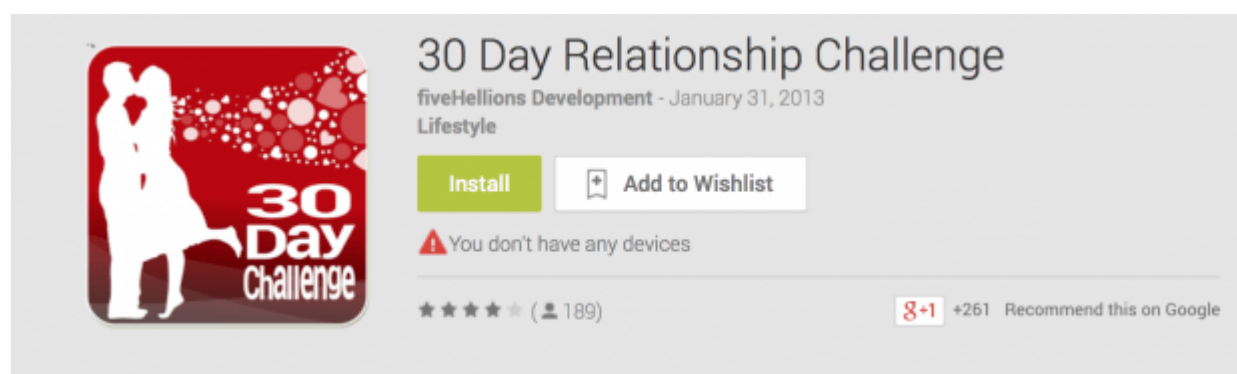 30 Day Relationship Challenge
fiveHellions Development - January 31, 2013
Lifestyle
Install
Add to Wishlist
You don't have any devices
(189)
g+1 +261 Recommend this on Google
30
Day
Challenge